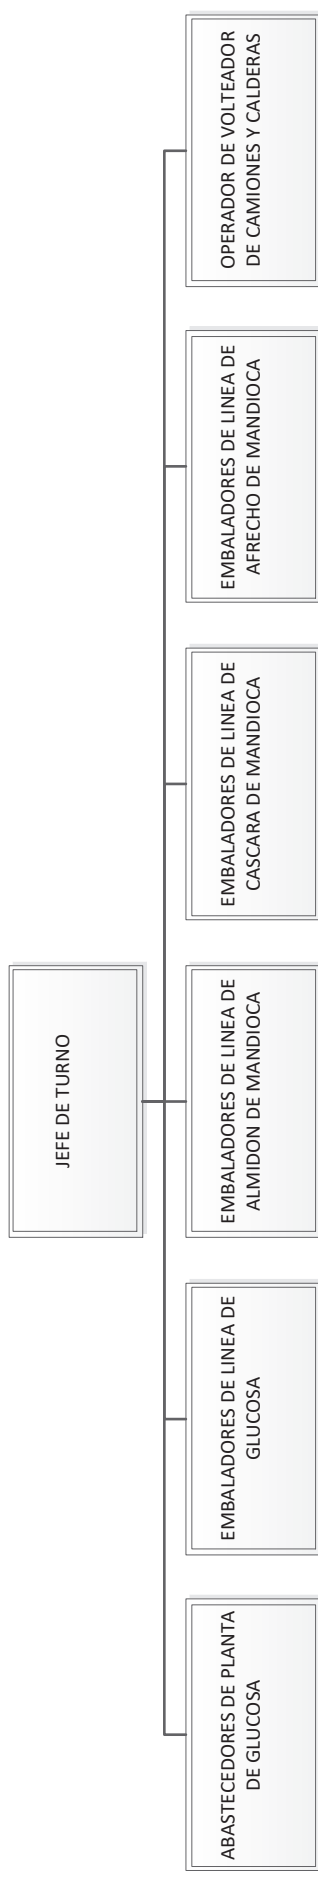 JEFE DE TURNO
ABASTECEDORES DE PLANTA
DE GLUCOSA
EMBALADORES DE LINEA DE
GLUCOSA
EMBALADORES DE LINEA DE
ALMIDON DE MANDIOCA
EMBALADORES DE LINEA DE
CASCARA DE MANDIOCA
EMBALADORES DE LINEA DE
AFRECHO DE MANDIOCA
OPERADOR DE VOLTEADOR
DE CAMIONES Y CALDERAS